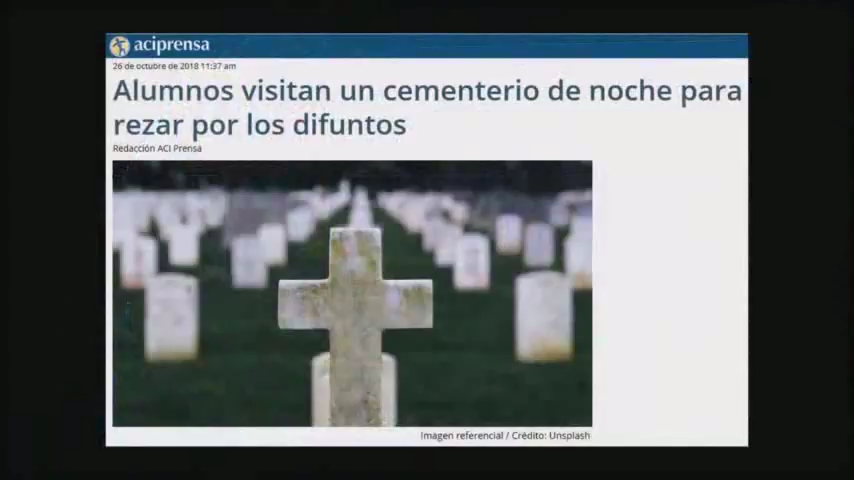 aciprensa
26 de octubre de 2018 11:37 am
Alumnos visitan un cementerio de noche para
rezar por los difuntos
Redacción ACI Prensa
Imagen referencial / Crédito: Unsplash